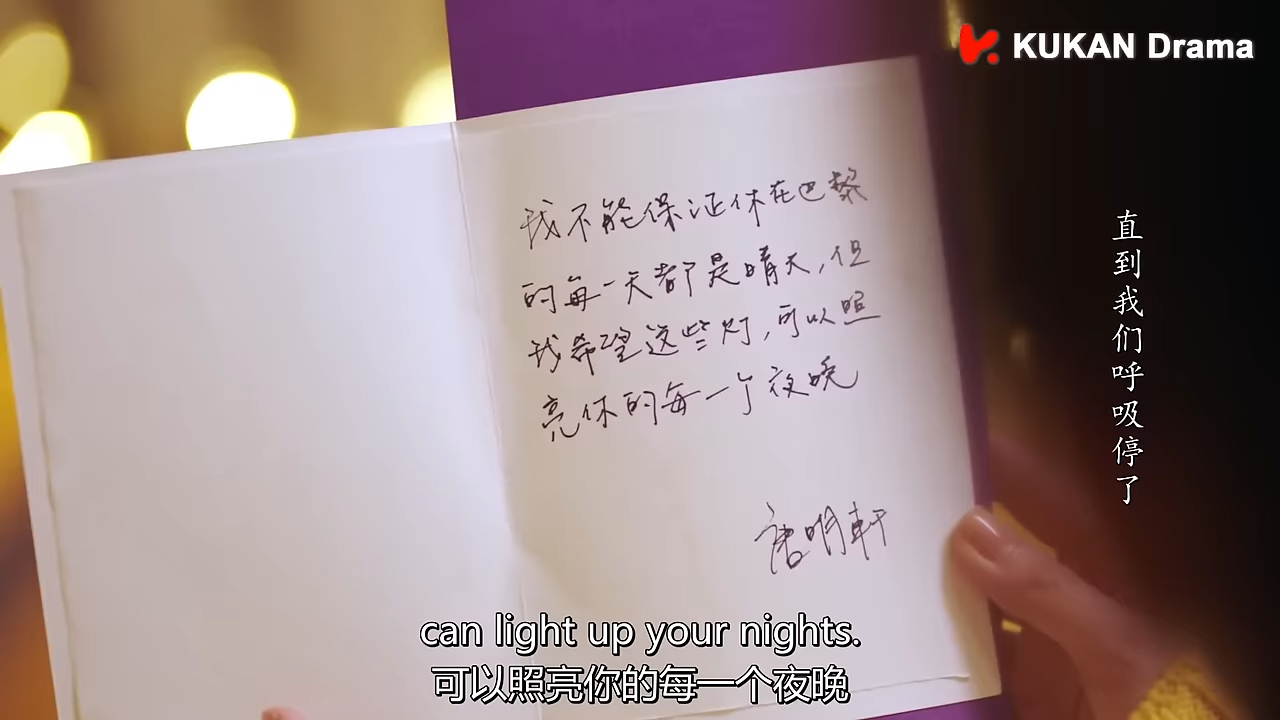 KUKAN Drama
我不能保证你在巴黎
的每一天都是晴天，但
我希望这些灯，可以照
亮你的每一个夜晚
唐明轩
直到我们呼吸停了
can light up your nights.
可以照亮你的每一个夜晚